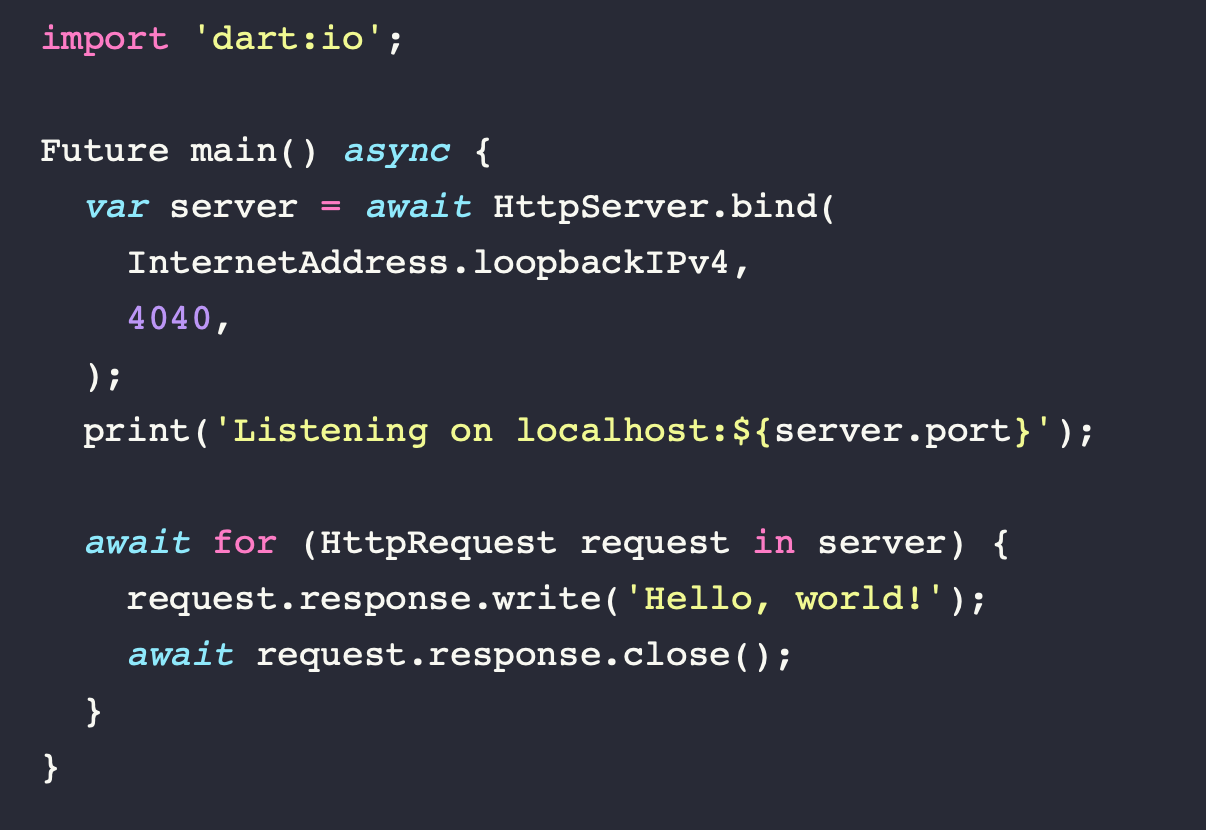 import 'dart:io';
Future main() async {
  var server = await HttpServer.bind(
    InternetAddress.loopbackIPv4,
    4040,
  );
  print('Listening on localhost:${server.port}');
  await for (HttpRequest request in server) {
    request.response.write('Hello, world!');
    await request.response.close();
  }
}